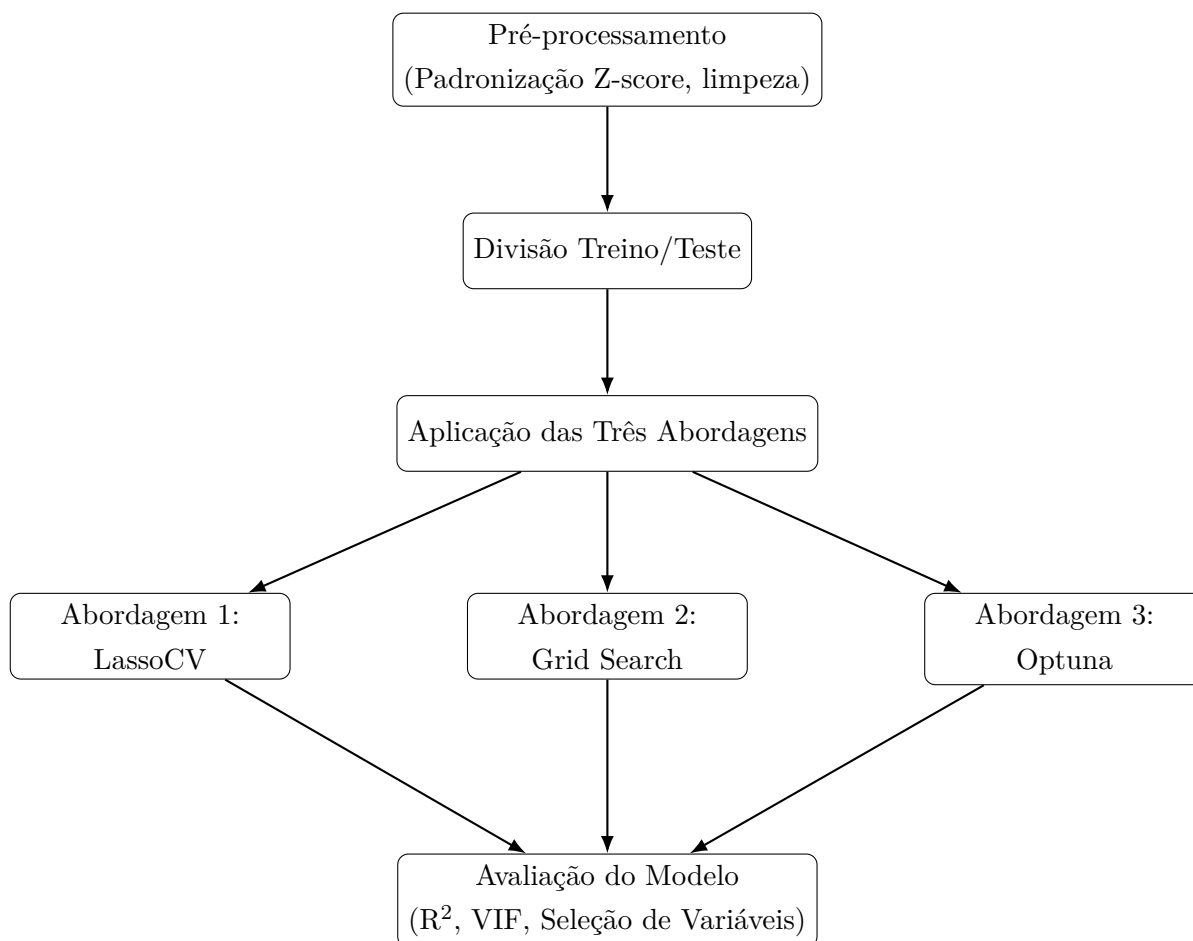 Pré-processamento
(Padronização Z-score, limpeza)
Divisão Treino/Teste
Aplicação das Três Abordagens
Abordagem 1:
LassoCV
Abordagem 2:
Grid Search
Abordagem 3:
Optuna
Avaliação do Modelo
(R², VIF, Seleção de Variáveis)